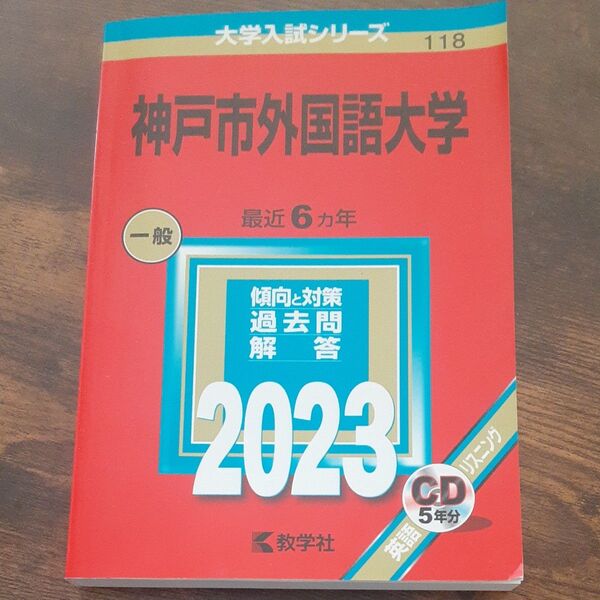 大学入試シリーズ
118
神戸市外国語大学
最近6ヵ年
一般
傾向と対策
過去問
解答
2023
英語 リスニング
CD
5年分
教学社